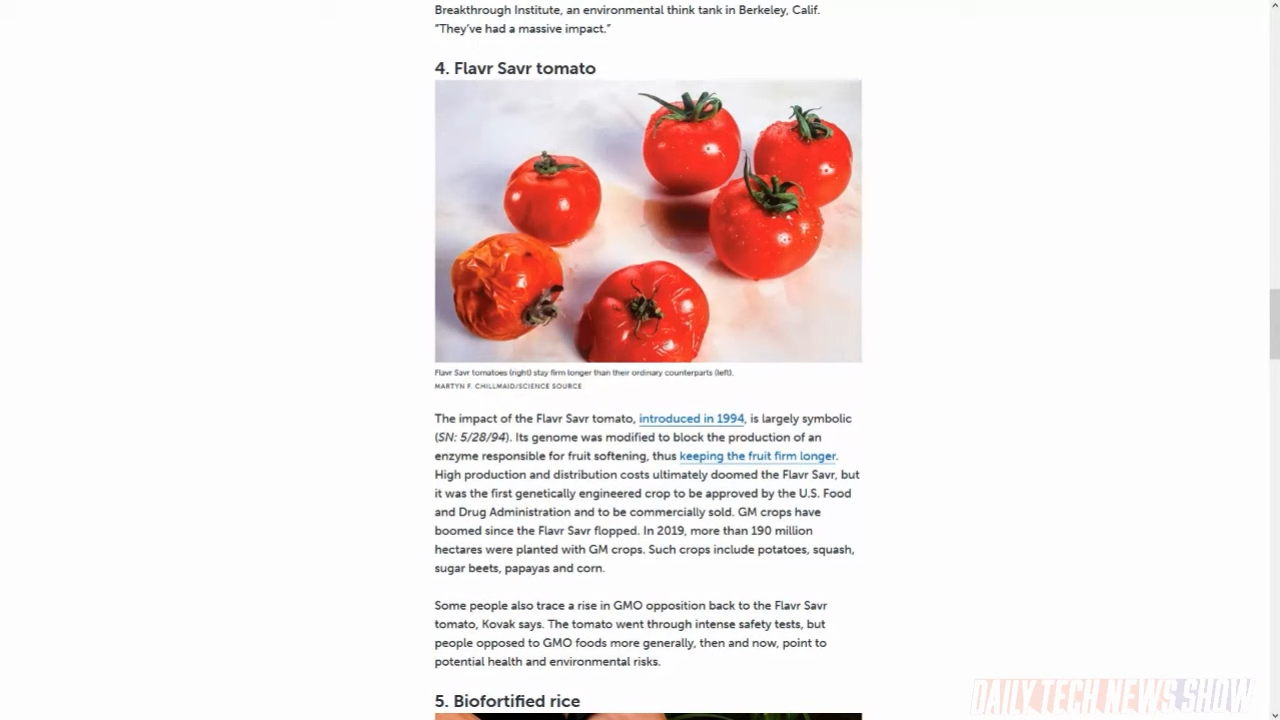 Breakthrough Institute, an environmental think tank in Berkeley, Calif.
“They’ve had a massive impact.”
4. Flavr Savr tomato
Flavr Savr tomatoes (right) stay firm longer than their ordinary counterparts (left).
MARTYN F. CHILLMAID/SCIENCE SOURCE
The impact of the Flavr Savr tomato, introduced in 1994, is largely symbolic
(SN: 5/28/94). Its genome was modified to block the production of an
enzyme responsible for fruit softening, thus keeping the fruit firm longer.
High production and distribution costs ultimately doomed the Flavr Savr, but
it was the first genetically engineered crop to be approved by the U.S. Food
and Drug Administration and to be commercially sold. GM crops have
boomed since the Flavr Savr flopped. In 2019, more than 190 million
hectares were planted with GM crops. Such crops include potatoes, squash,
sugar beets, papayas and corn.
Some people also trace a rise in GMO opposition back to the Flavr Savr
tomato, Kovak says. The tomato went through intense safety tests, but
people opposed to GMO foods more generally, then and now, point to
potential health and environmental risks.
5. Biofortified rice
DAILY TECH NEWS SHOW